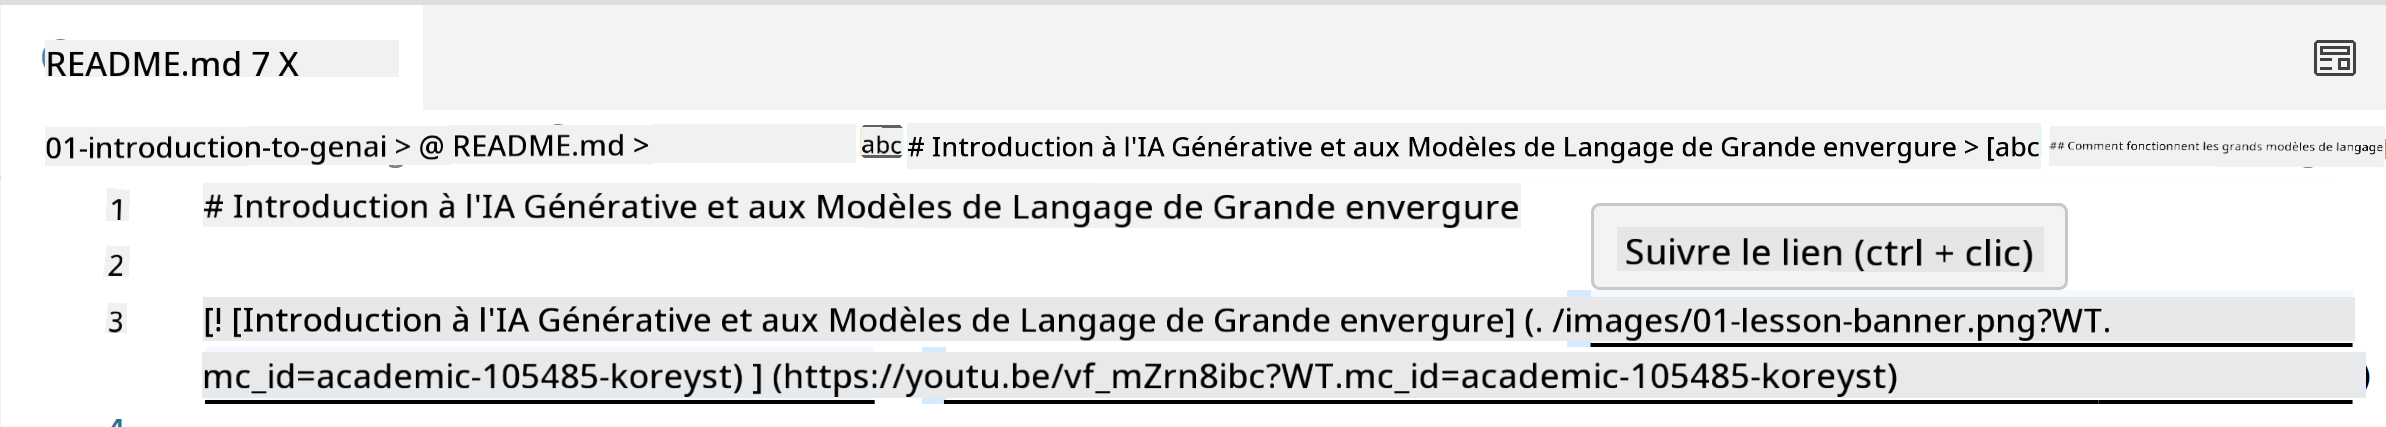 README.md 7 X
01-introduction-to-genai > @ README.md > abc # Introduction à l'IA Générative et aux Modèles de Langage de Grande envergure > [abc ## Comment fonctionnent les grands modèles de langage
1 # Introduction à l'IA Générative et aux Modèles de Langage de Grande envergure
Suivre le lien (ctrl + clic)
2
3 [! [Introduction à l'IA Générative et aux Modèles de Langage de Grande envergure] (. /images/01-lesson-banner.png?WT.
mc_id=academic-105485-koreyst) ] (https://youtu.be/vf_mZrn8ibc?WT.mc_id=academic-105485-koreyst)